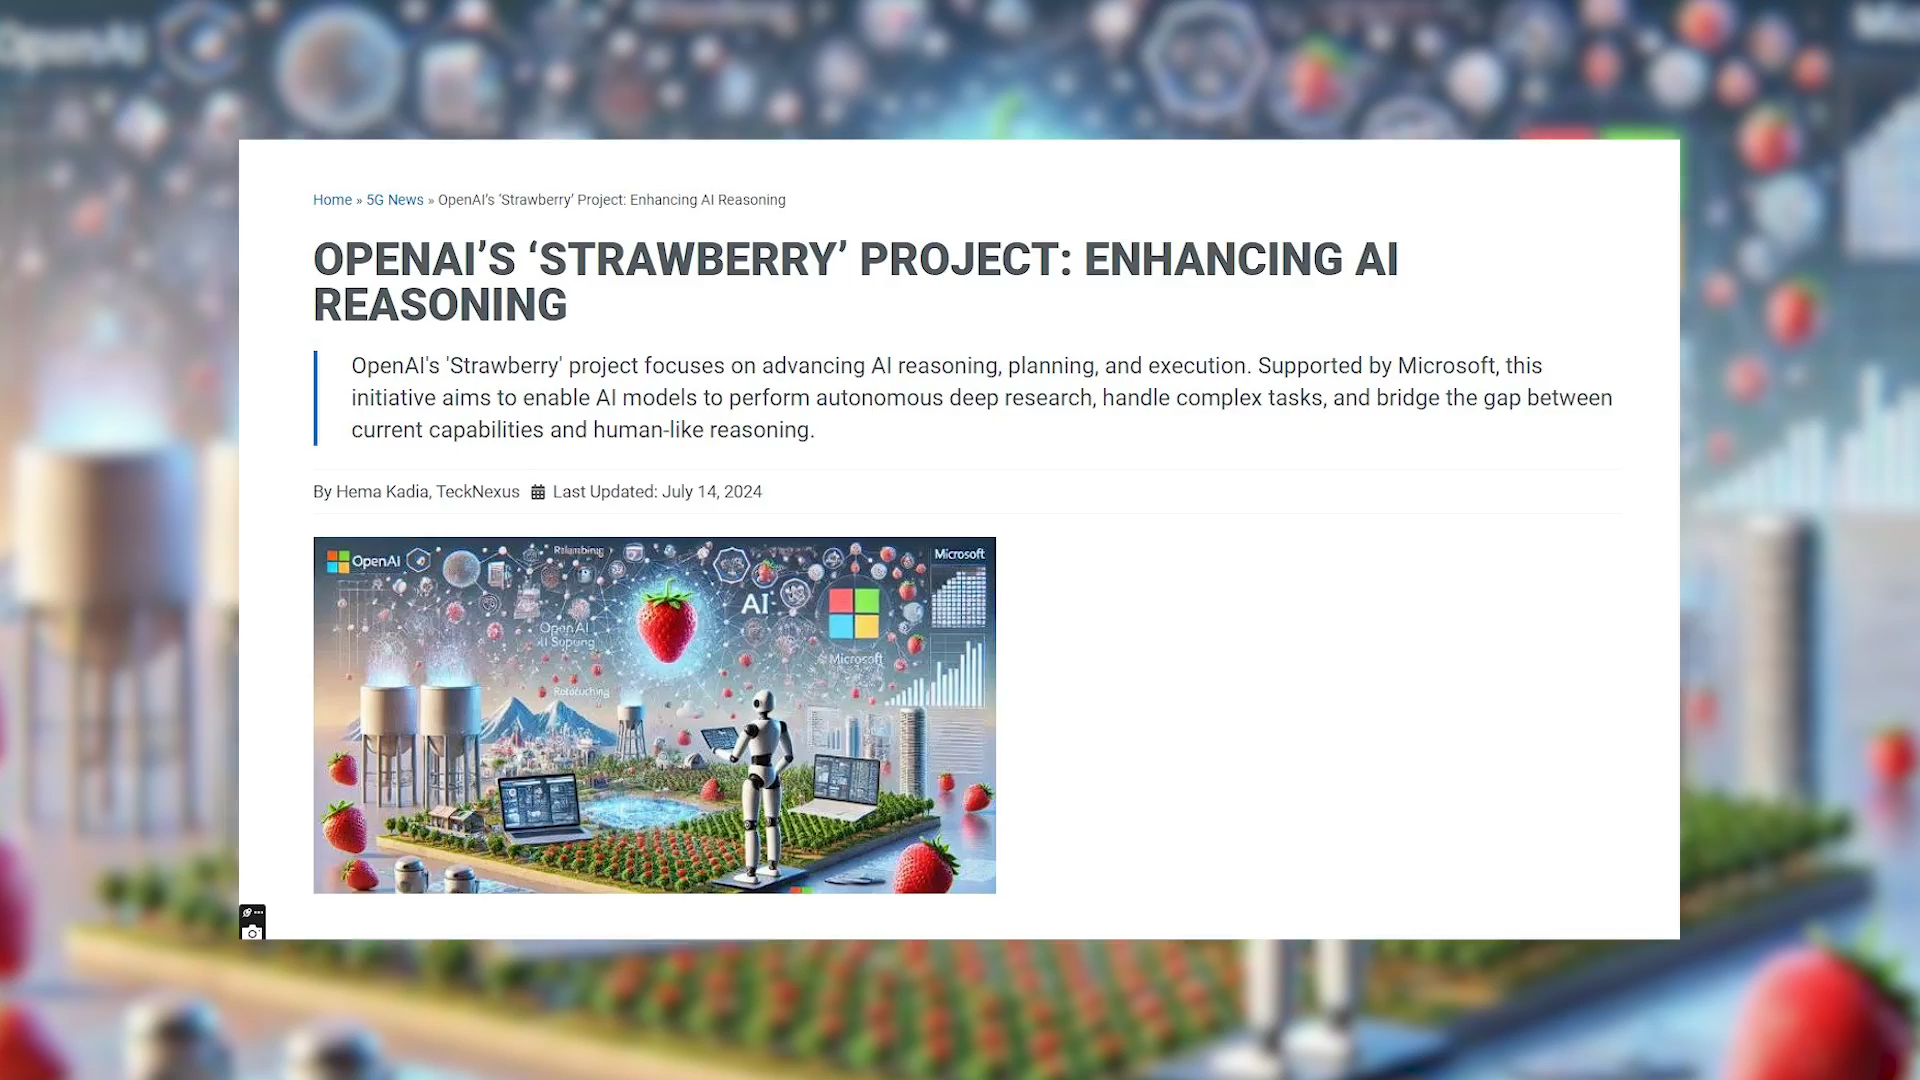 Home » 5G News » OpenAI's ‘Strawberry’ Project: Enhancing AI Reasoning
OPENAI’S ‘STRAWBERRY’ PROJECT: ENHANCING AI
REASONING
OpenAI's 'Strawberry' project focuses on advancing AI reasoning, planning, and execution. Supported by Microsoft, this
initiative aims to enable AI models to perform autonomous deep research, handle complex tasks, and bridge the gap between
current capabilities and human-like reasoning.
By Hema Kadia, TeckNexus Last Updated: July 14, 2024
OpenAI
Microsoft
AI
OpenAI
Microsoft